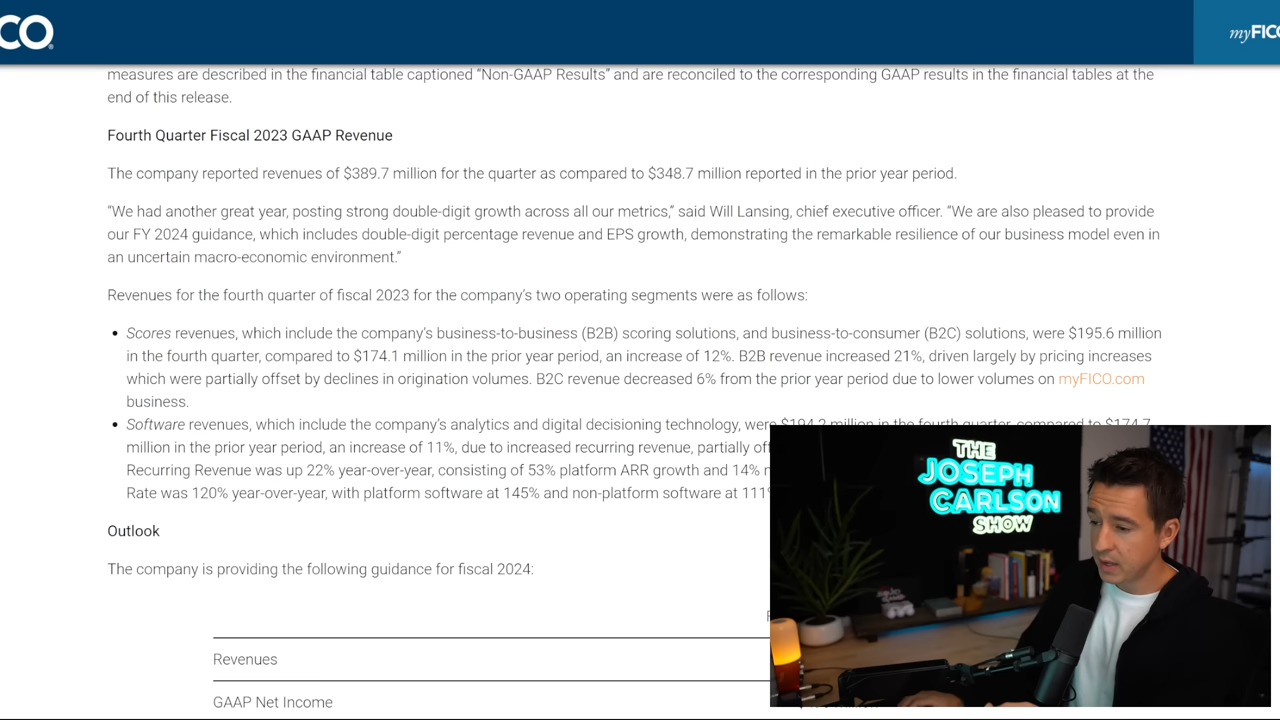 CO
myFICO
measures are described in the financial table captioned “Non-GAAP Results” and are reconciled to the corresponding GAAP results in the financial tables at the
end of this release.
Fourth Quarter Fiscal 2023 GAAP Revenue
The company reported revenues of $389.7 million for the quarter as compared to $348.7 million reported in the prior year period.
“We had another great year, posting strong double-digit growth across all our metrics,” said Will Lansing, chief executive officer. “We are also pleased to provide
our FY 2024 guidance, which includes double-digit percentage revenue and EPS growth, demonstrating the remarkable resilience of our business model even in
an uncertain macro-economic environment.”
Revenues for the fourth quarter of fiscal 2023 for the company’s two operating segments were as follows:
• Scores revenues, which include the company’s business-to-business (B2B) scoring solutions, and business-to-consumer (B2C) solutions, were $195.6 million
in the fourth quarter, compared to $174.1 million in the prior year period, an increase of 12%. B2B revenue increased 21%, driven largely by pricing increases
which were partially offset by declines in origination volumes. B2C revenue decreased 6% from the prior year period due to lower volumes on myFICO.com
business.
• Software revenues, which include the company’s analytics and digital decisioning technology, were $194.2 million in the fourth quarter, compared to $174.7
million in the prior year period, an increase of 11%, due to increased recurring revenue, partially
Recurring Revenue was up 22% year-over-year, consisting of 53% platform ARR growth and 14%
Rate was 120% year-over-year, with platform software at 145% and non-platform software at 111%
Outlook
The company is providing the following guidance for fiscal 2024:
Revenues
GAAP Net Income
THE
JOSEPH
CARLSON
SHOW